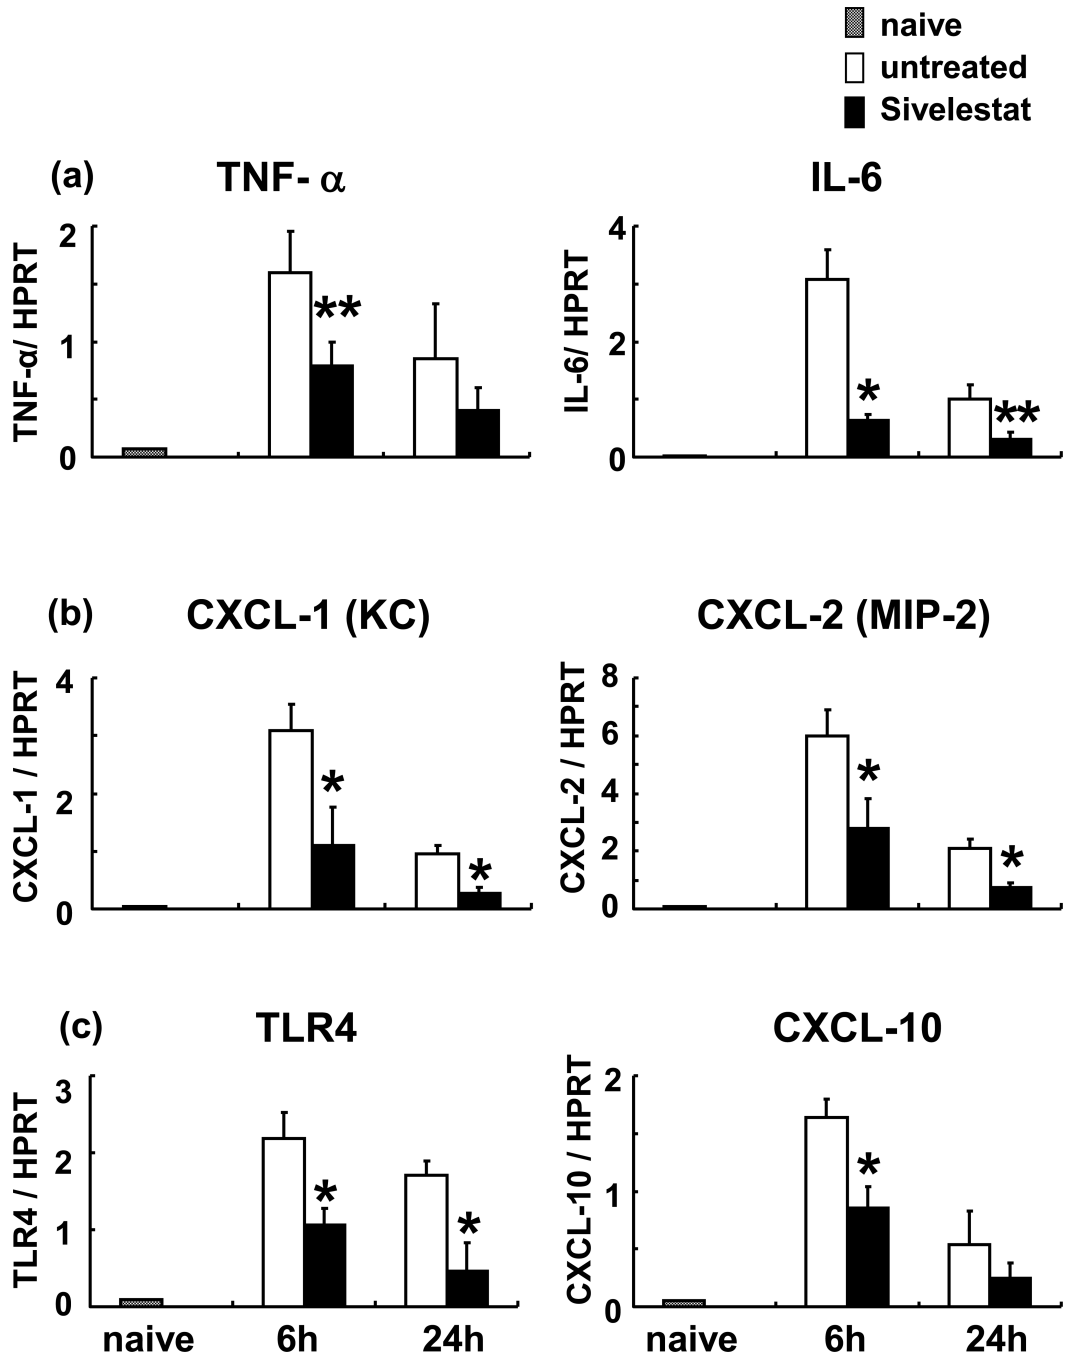 naive
untreated
Sivelestat
(a)
TNF- α
IL-6
TNF-α/ HPRT
2
1
0
**
IL-6/ HPRT
4
2
0
*
**
(b)
CXCL-1 (KC)
CXCL-2 (MIP-2)
CXCL-1 / HPRT
4
2
0
*
*
CXCL-2 / HPRT
8
6
4
2
0
*
*
(c)
TLR4
CXCL-10
TLR4 / HPRT
3
2
1
0
*
*
naive 6h 24h
CXCL-10 / HPRT
2
1
0
*
naive 6h 24h